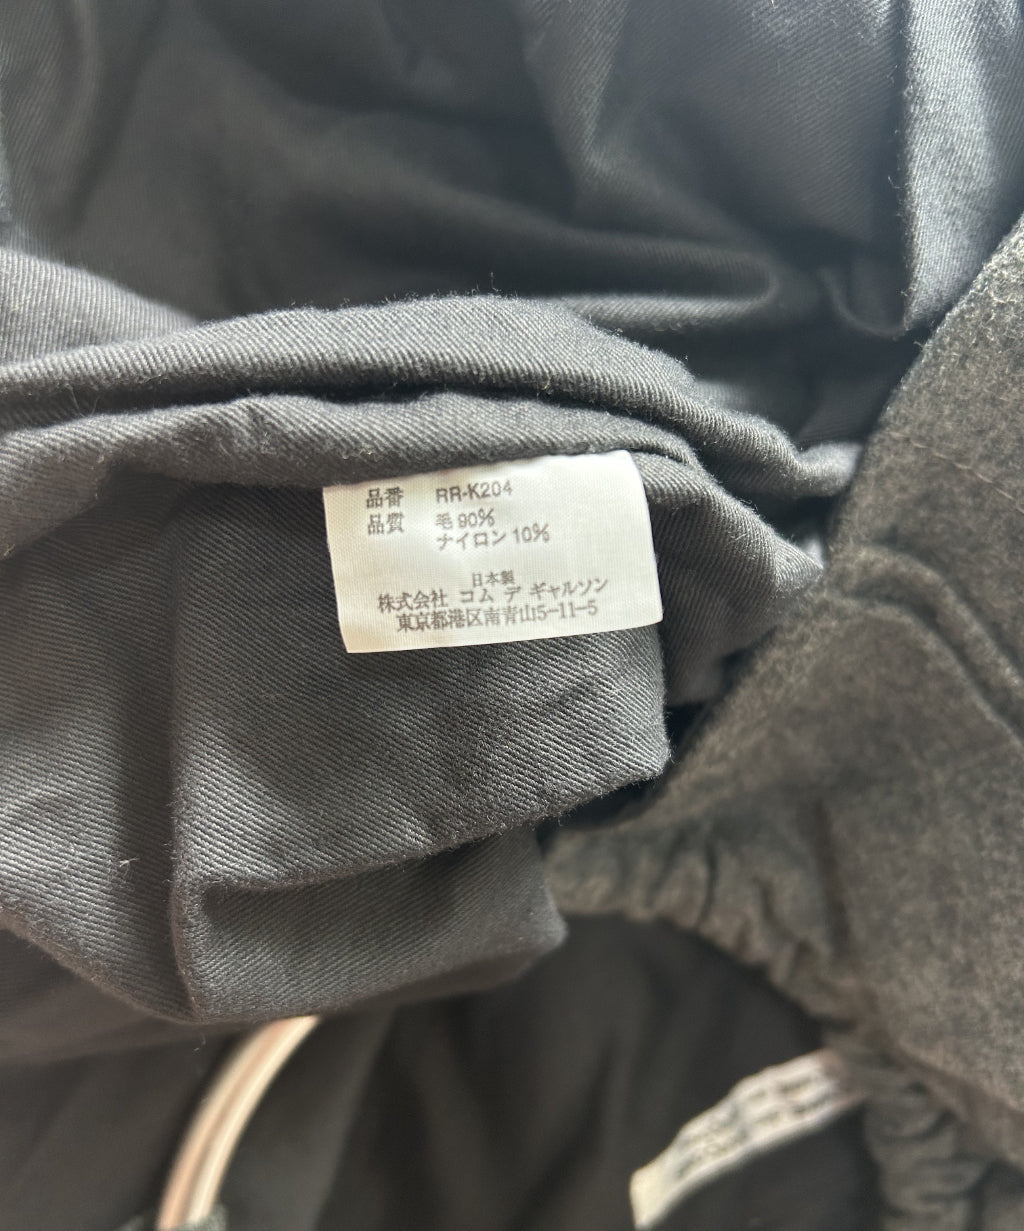 品番 RR-K204
品質 毛 90%
ナイロン 10%
日本製
株式会社 コム デ ギャルソン
東京都港区南青山5-11-5